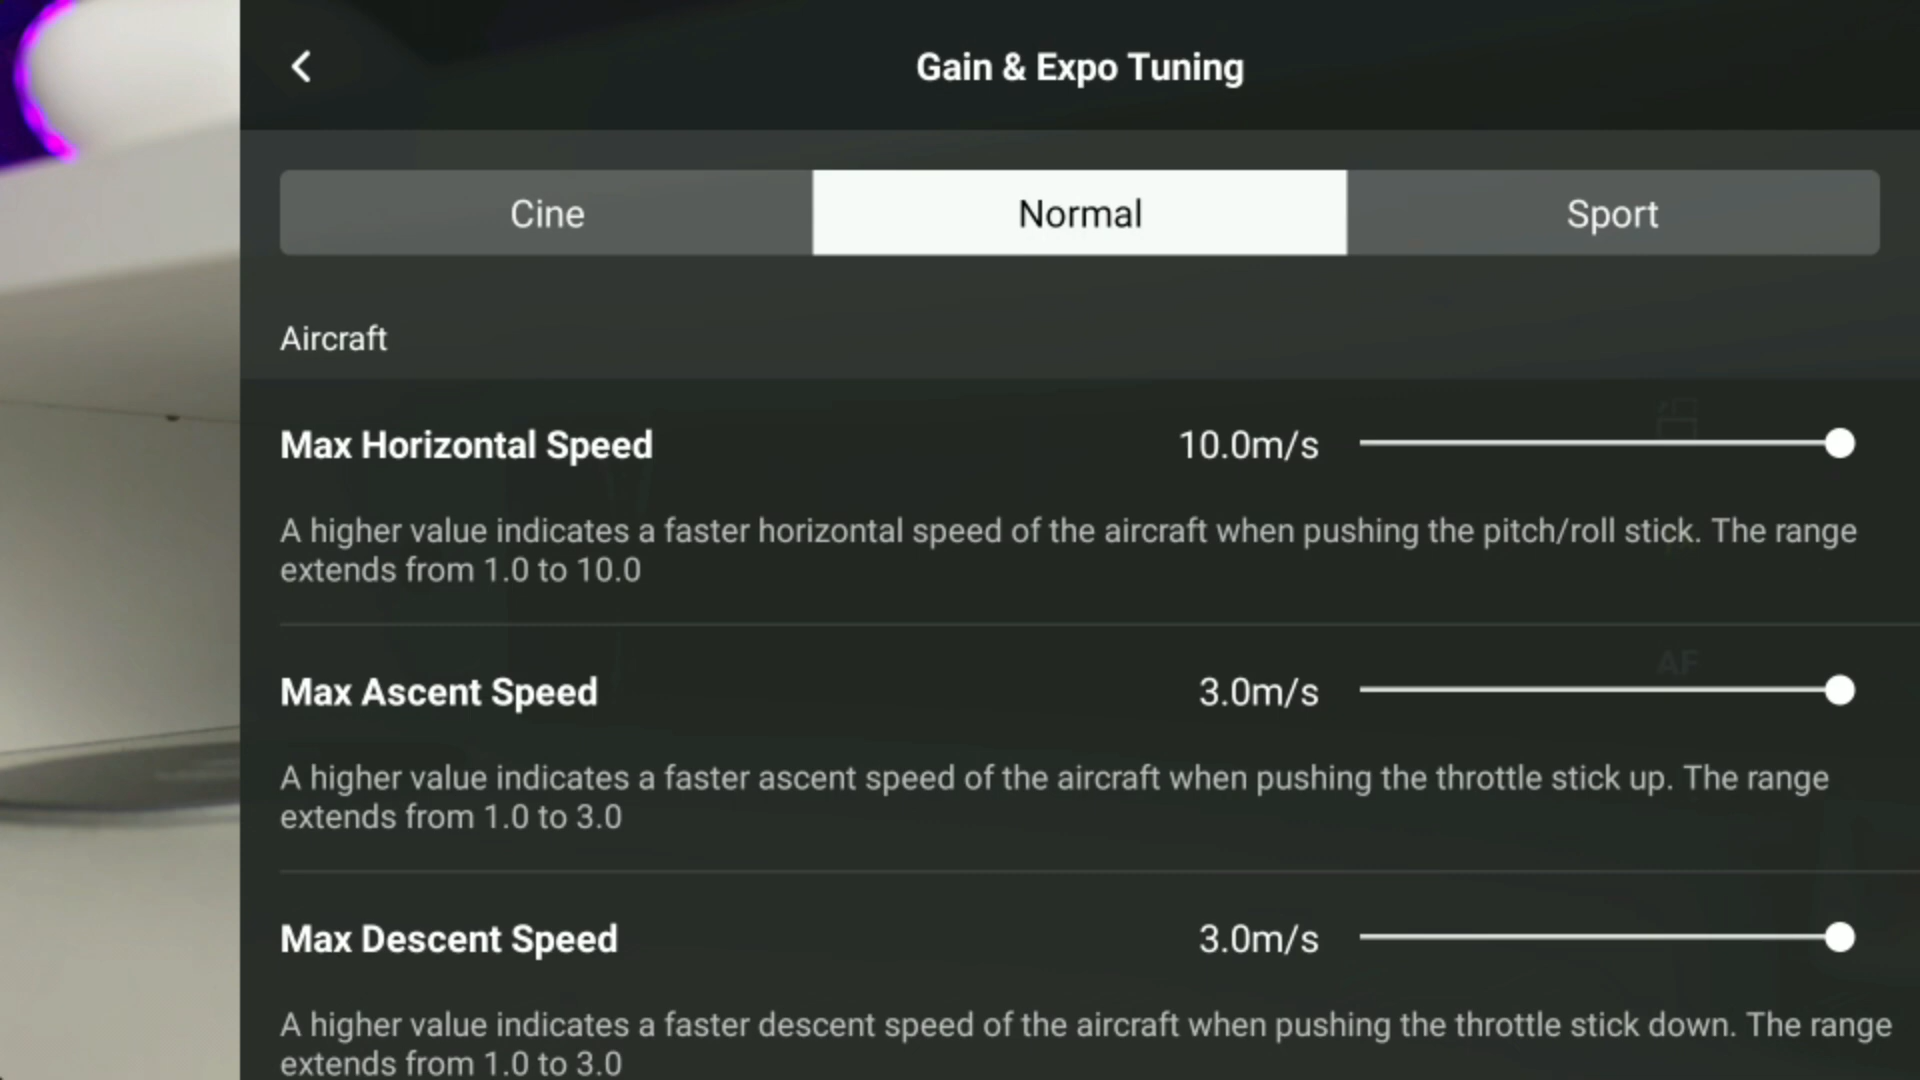 Gain & Expo Tuning
Cine
Normal
Sport
Aircraft
Max Horizontal Speed
10.0m/s
A higher value indicates a faster horizontal speed of the aircraft when pushing the pitch/roll stick. The range
extends from 1.0 to 10.0
AF
Max Ascent Speed
3.0m/s
A higher value indicates a faster ascent speed of the aircraft when pushing the throttle stick up. The range
extends from 1.0 to 3.0
Max Descent Speed
3.0m/s
A higher value indicates a faster descent speed of the aircraft when pushing the throttle stick down. The range
extends from 1.0 to 3.0